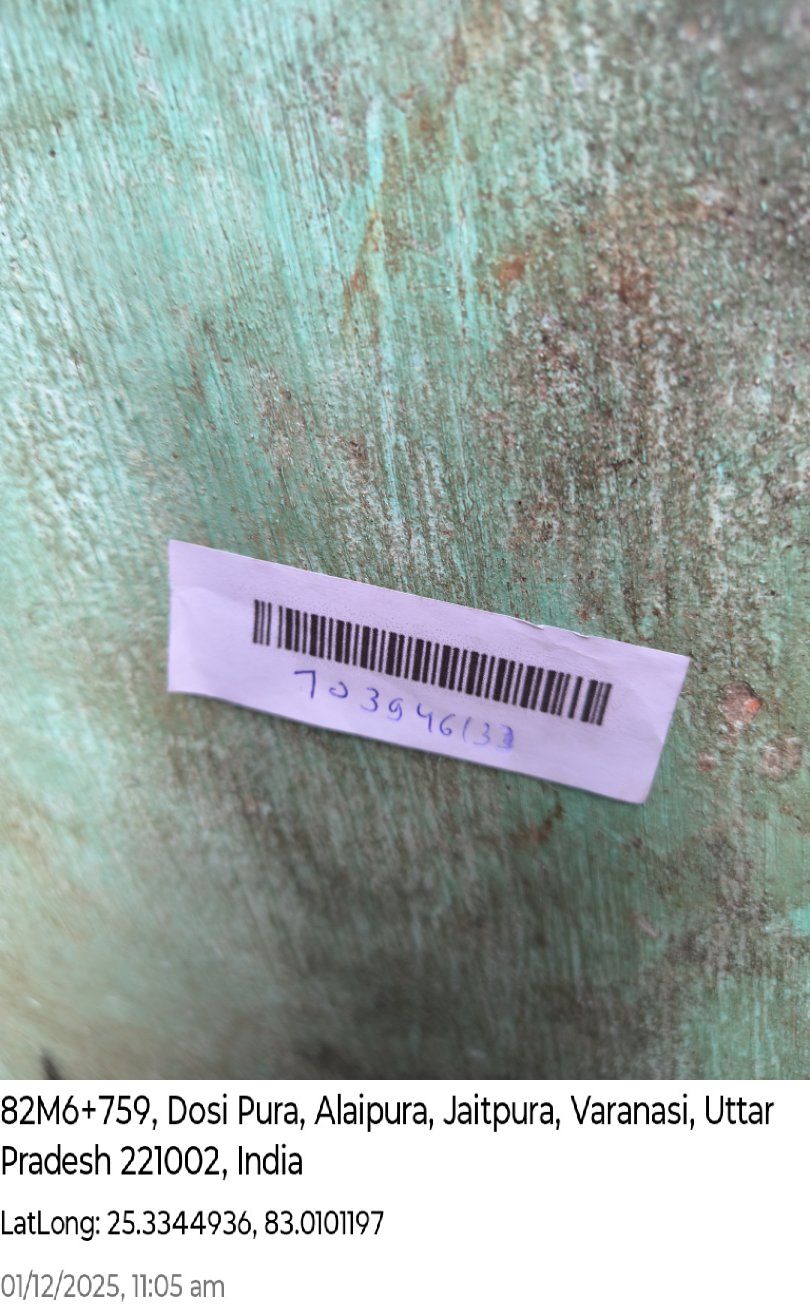 703946133
82M6+759, Dosi Pura, Alaipura, Jaitpura, Varanasi, Uttar
Pradesh 221002, India
LatLong: 25.3344936, 83.0101197
01/12/2025, 11:05 am